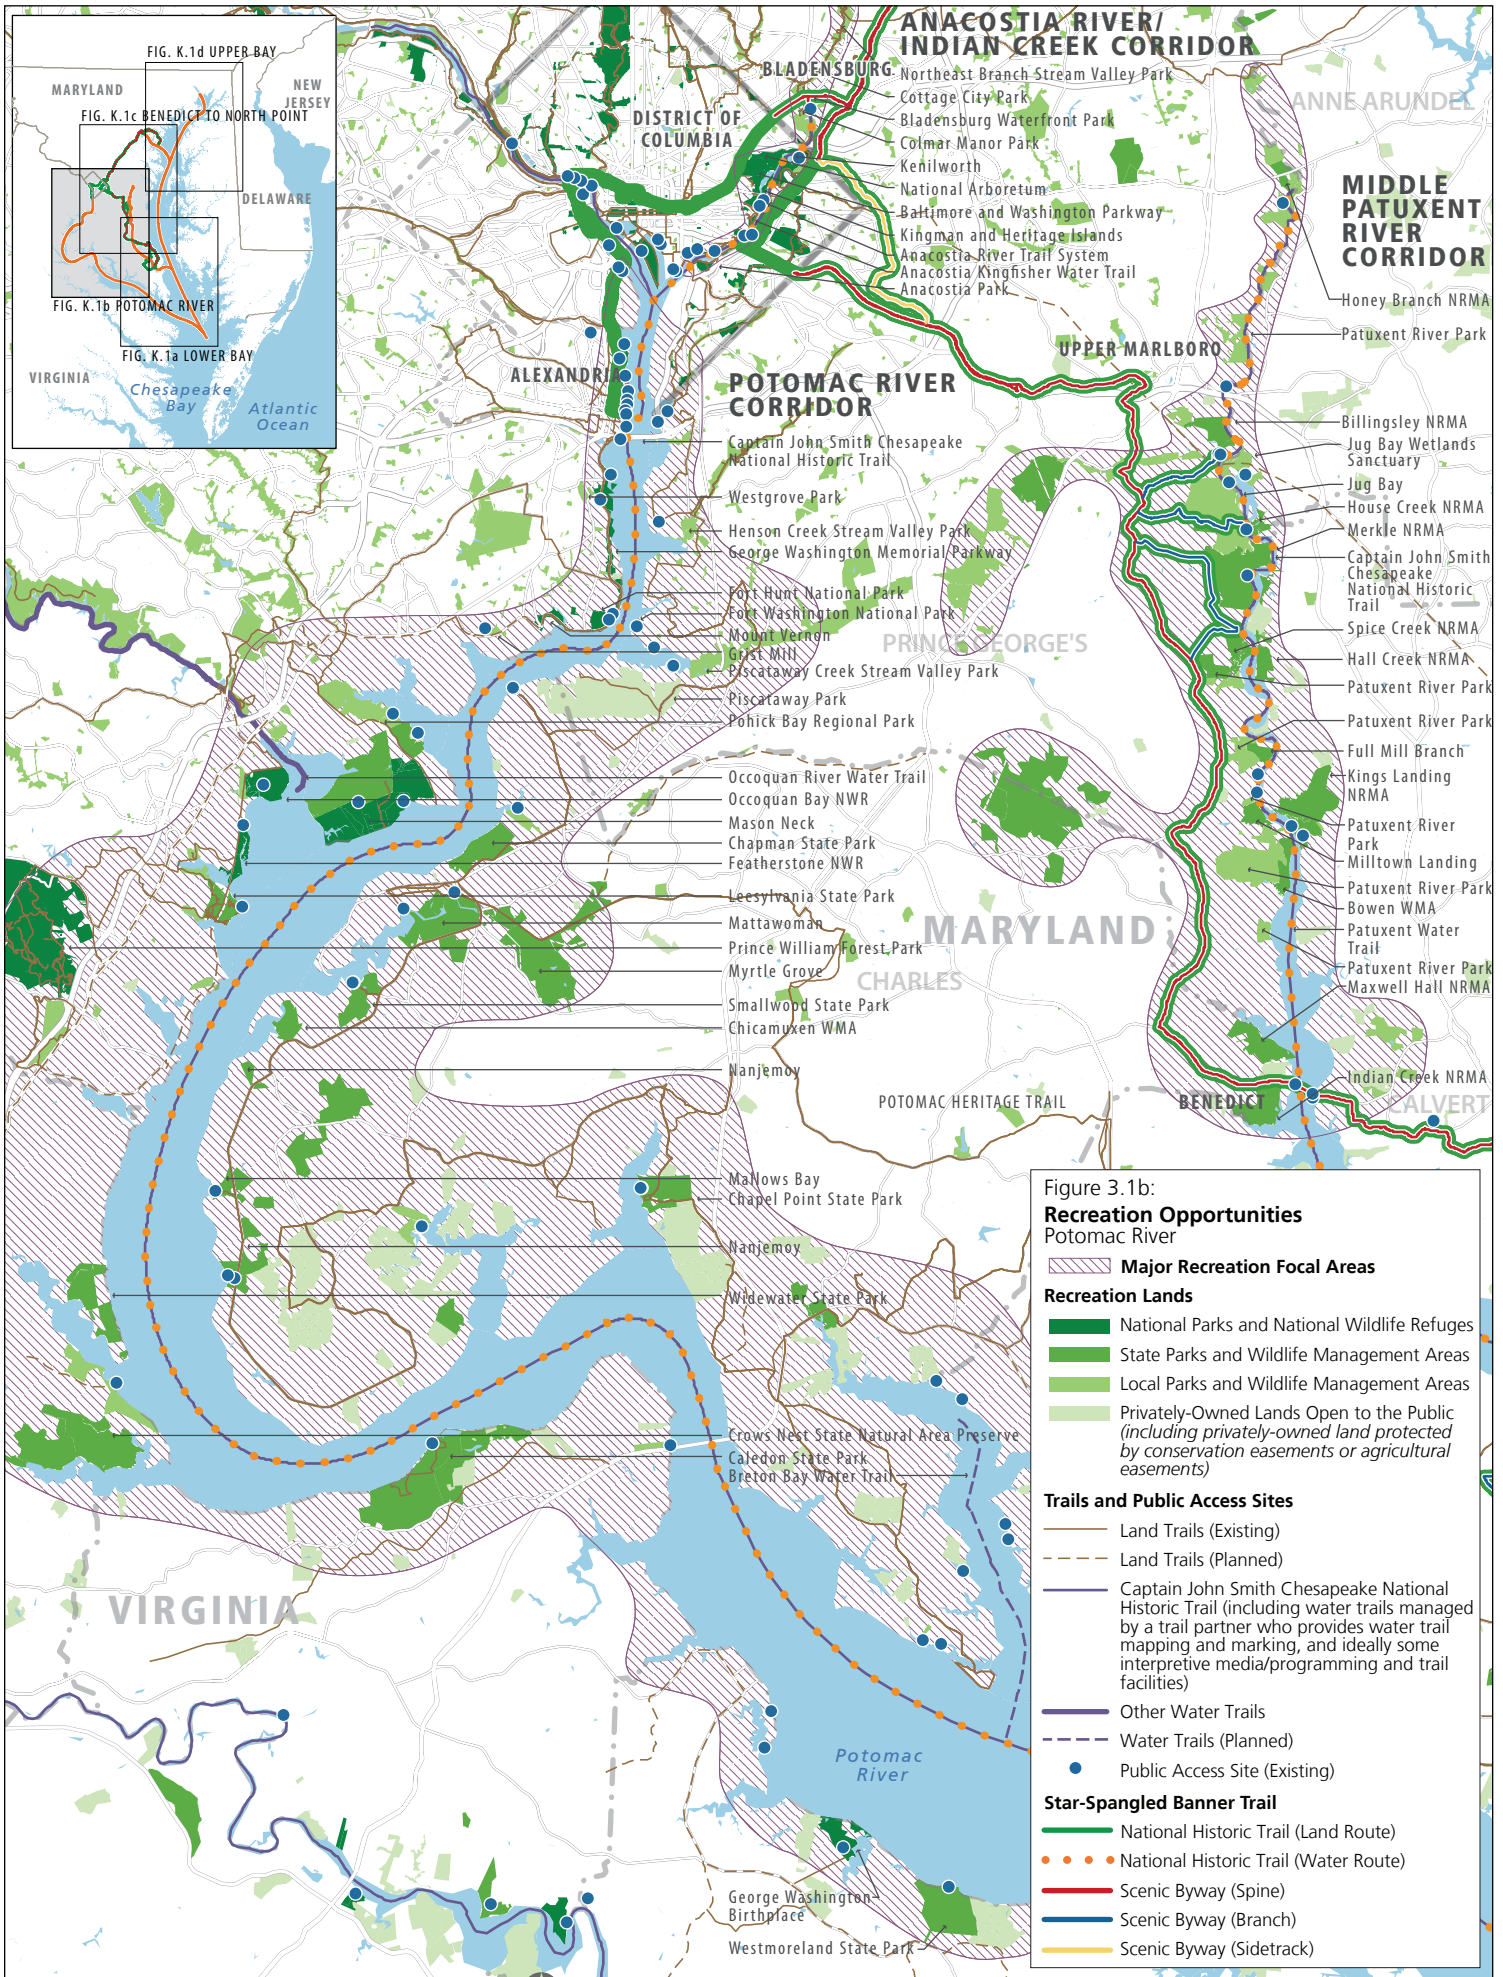 FIG. K.1d UPPER BAY
MARYLAND
NEW
JERSEY
FIG. K.1c BENEDICT TO NORTH POINT
DELAWARE
FIG. K.1b POTOMAC RIVER
FIG. K.1a LOWER BAY
VIRGINIA
Chesapeake
Bay
Atlantic
Ocean
ANACOSTIA RIVER/
INDIAN CREEK CORRIDOR
BLADENSBURG
Northeast Branch Stream Valley Park
Cottage City Park
Bladensburg Waterfront Park
Colmar Manor Park
Kenilworth
National Arboretum
Baltimore and Washington Parkway
Kingman and Heritage Islands
Anacostia River Trail System
Anacostia Kingfisher Water Trail
Anacostia Park
DISTRICT OF
COLUMBIA
ANNE ARUNDEL
MIDDLE
PATUXENT
RIVER
CORRIDOR
Honey Branch NRMA
Patuxent River Park
UPPER MARLBORO
ALEXANDRIA
POTOMAC RIVER
CORRIDOR
Captain John Smith Chesapeake
National Historic Trail
Westgrove Park
Henson Creek Stream Valley Park
George Washington Memorial Parkway
Fort Hunt National Park
Fort Washington National Park
Mount Vernon
Grist Mill
Piscataway Creek Stream Valley Park
Piscataway Park
Pohick Bay Regional Park
Occoquan River Water Trail
Occoquan Bay NWR
Mason Neck
Chapman State Park
Featherstone NWR
Leesylvania State Park
Mattawoman
Prince William Forest Park
Myrtle Grove
Smallwood State Park
Chicamuxen WMA
Nanjemoy
Mallows Bay
Chapel Point State Park
Nanjemoy
Widewater State Park
Crows Nest State Natural Area Preserve
Caledon State Park
Breton Bay Water Trail
PRINCE GEORGE'S
MARYLAND
CHARLES
POTOMAC HERITAGE TRAIL
BENEDICT
CALVERT
Billingsley NRMA
Jug Bay Wetlands
Sanctuary
Jug Bay
House Creek NRMA
Merkle NRMA
Captain John Smith
Chesapeake
National Historic
Trail
Spice Creek NRMA
Hall Creek NRMA
Patuxent River Park
Patuxent River Park
Full Mill Branch
Kings Landing
NRMA
Patuxent River
Park
Milltown Landing
Patuxent River Park
Bowen WMA
Patuxent Water
Trail
Patuxent River Park
Maxwell Hall NRMA
Indian Creek NRMA
VIRGINIA
Potomac
River
George Washington
Birthplace
Westmoreland State Park
Figure 3.1b:
Recreation Opportunities
Potomac River
Major Recreation Focal Areas
Recreation Lands
National Parks and National Wildlife Refuges
State Parks and Wildlife Management Areas
Local Parks and Wildlife Management Areas
Privately-Owned Lands Open to the Public
(including privately-owned land protected
by conservation easements or agricultural
easements)
Trails and Public Access Sites
Land Trails (Existing)
Land Trails (Planned)
Captain John Smith Chesapeake National
Historic Trail (including water trails managed
by a trail partner who provides water trail
mapping and marking, and ideally some
interpretive media/programming and trail
facilities)
Other Water Trails
Water Trails (Planned)
Public Access Site (Existing)
Star-Spangled Banner Trail
National Historic Trail (Land Route)
National Historic Trail (Water Route)
Scenic Byway (Spine)
Scenic Byway (Branch)
Scenic Byway (Sidetrack)